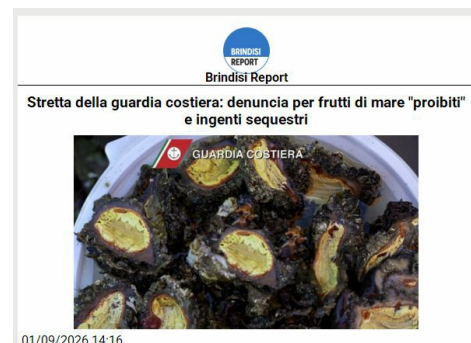 BRINDISI
REPORT
Brindisi Report
Stretta della guardia costiera: denuncia per frutti di mare "proibiti"
e ingenti sequestri
GUARDIA COSTIERA
01/09/2026 14:16